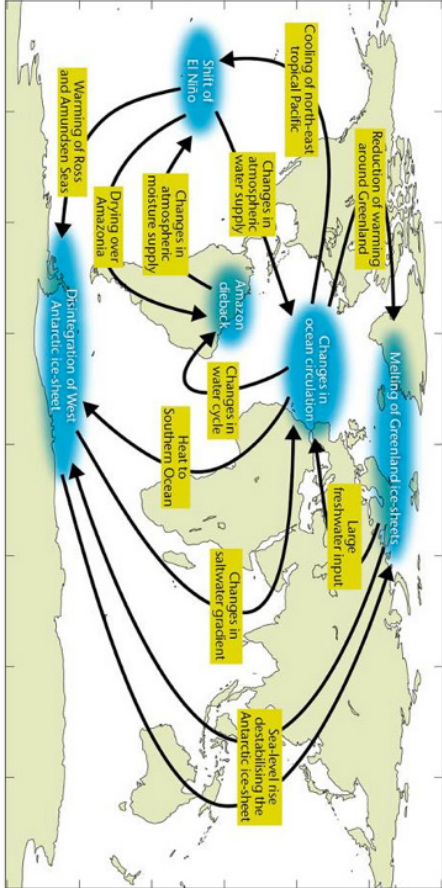 Melting of Greenland ice-sheets
Reduction of warming
around Greenland
Large
freshwater input
Cooling of north-east
tropical Pacific
Changes in
ocean circulation
Changes in
atmospheric
water supply
Shift of
El Niño
Changes in
water cycle
Amazon
dieback
Changes in
atmospheric
moisture supply
Drying over
Amazonia
Warming of Ross
and Amundsen Seas
Heat to
Southern Ocean
Changes in
saltwater gradient
Sea-level rise
destabilising the
Antarctic ice-sheet
Disintegration of West
Antarctic ice-sheet